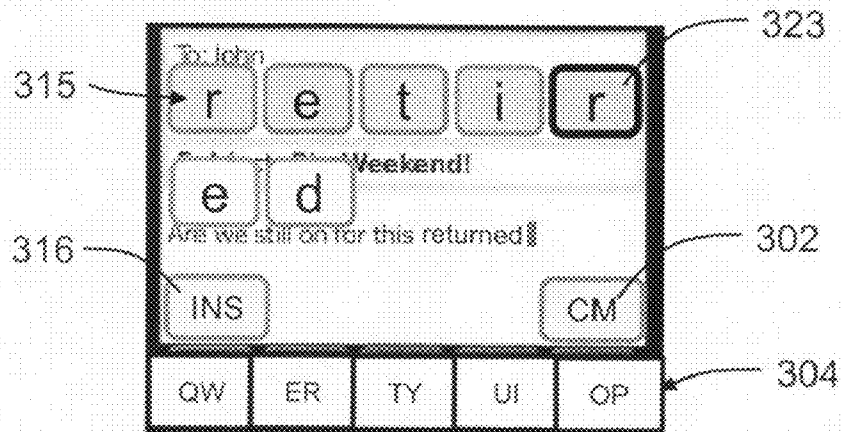 323
To: John
315
r e t i r
Weekend!
e d
Are we still on for this returned
316
302
INS
CM
304
QW ER TY UI OP